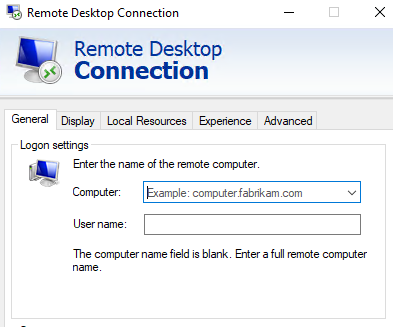 Remote Desktop Connection
Remote Desktop
Connection
General Display Local Resources Experience Advanced
Logon settings
Enter the name of the remote computer.
Computer: Example: computer.fabrikam.com
User name:
The computer name field is blank. Enter a full remote computer
name.